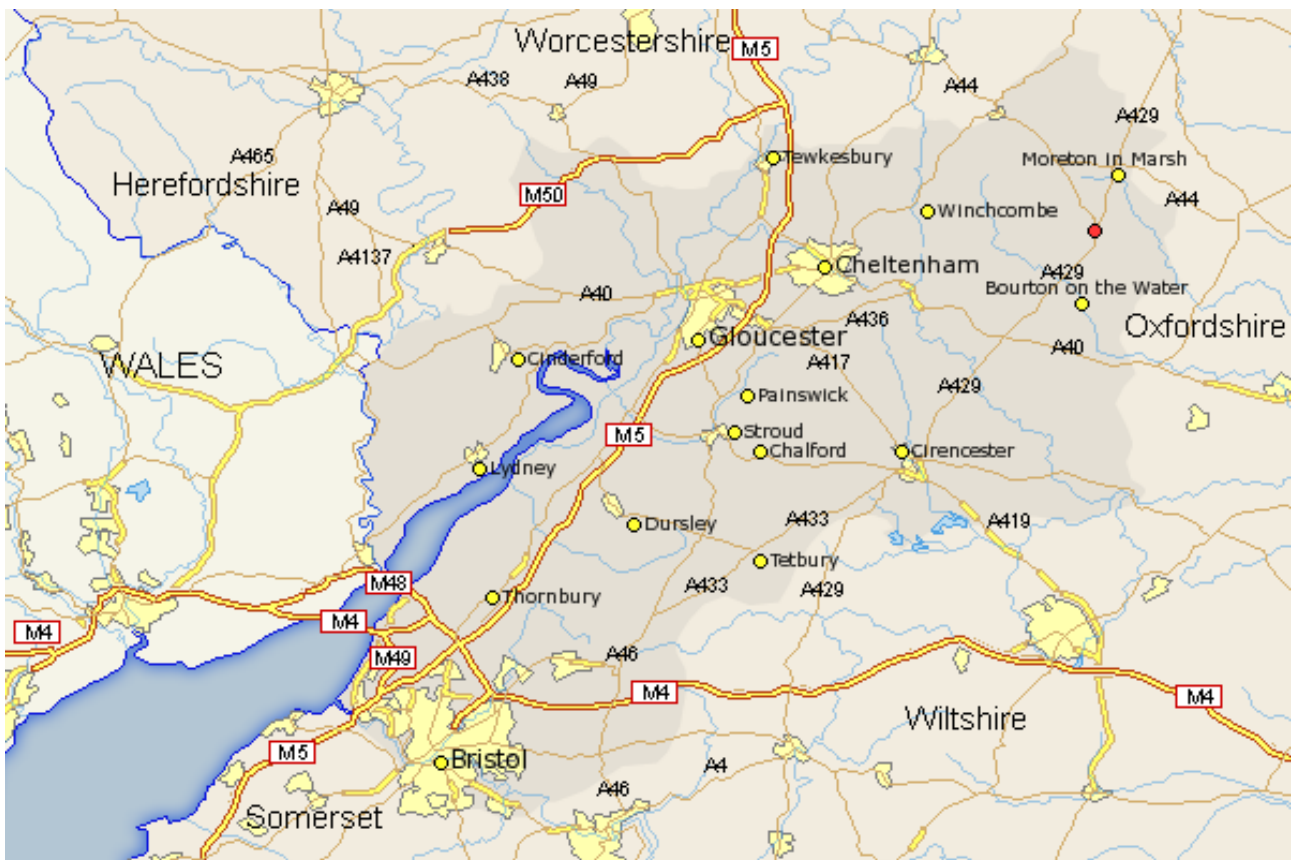 Worcestershire
M5
A438
A49
A44
A429
A465
Tewkesbury
Moreton in Marsh
Herefordshire
M50
A44
A49
Winchcombe
A4137
Cheltenham
A429
A40
Bourton on the Water
A436
Oxfordshire
Gloucester
A40
WALES
Cinderford
A417
A429
Painswick
M5
Stroud
Chalford
Cirencester
Lydney
Dursley
A433
A419
Tetbury
M48
A433
A429
Thornbury
M4
M4
M49
A46
M4
M4
Wiltshire
M5
Bristol
A4
A46
Somerset